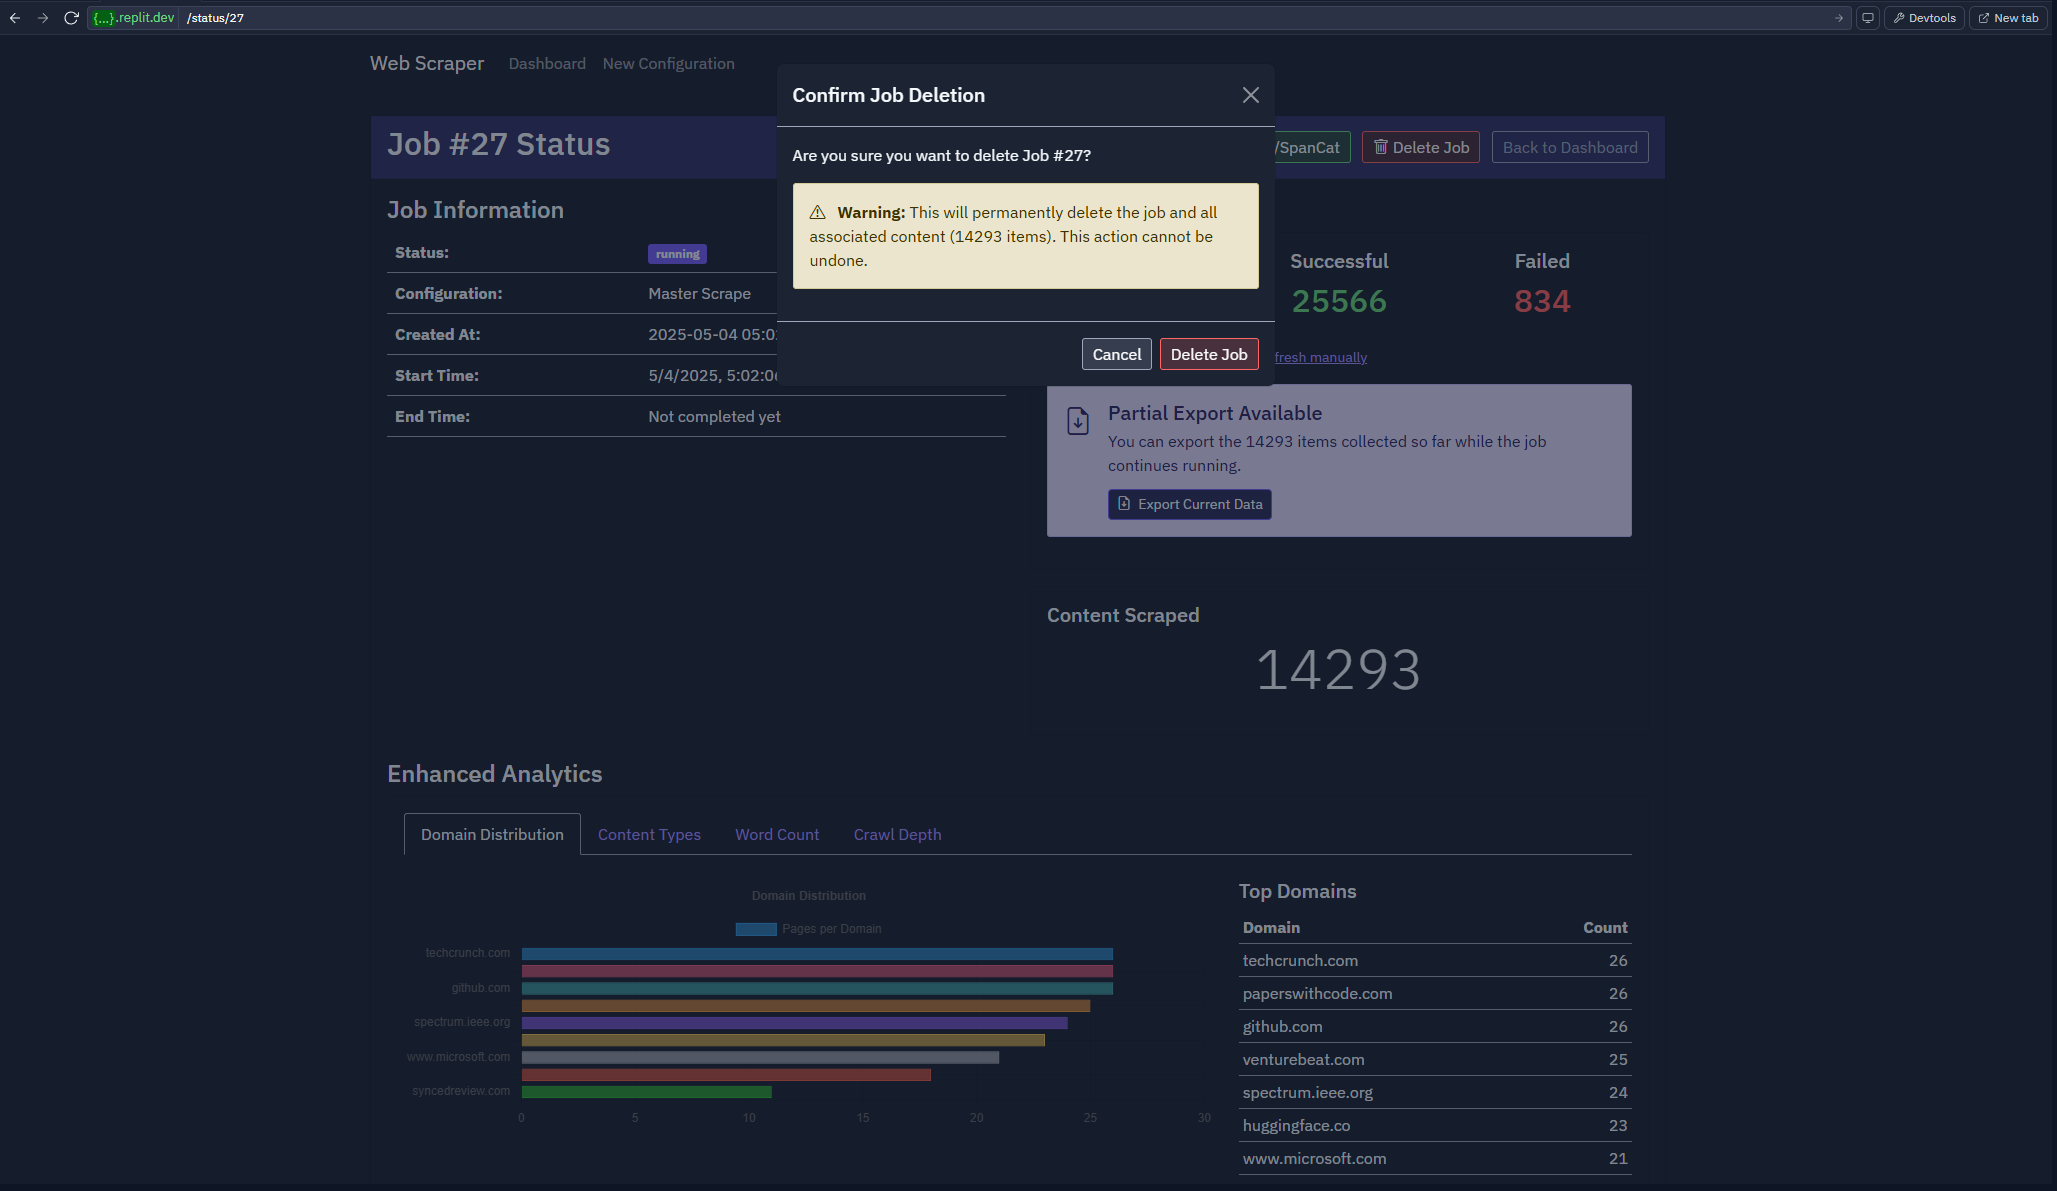 {...}.replit.dev /status/27
Devtools
New tab
Web Scraper Dashboard New Configuration
Confirm Job Deletion
Are you sure you want to delete Job #27?
Warning: This will permanently delete the job and all
associated content (14293 items). This action cannot be
undone.
Cancel Delete Job
Job #27 Status
/SpanCat Delete Job Back to Dashboard
Job Information
Status: running
Configuration: Master Scrape
Created At: 2025-05-04 05:0
Start Time: 5/4/2025, 5:02:0
End Time: Not completed yet
Successful Failed
25566 834
fresh manually
Partial Export Available
You can export the 14293 items collected so far while the job
continues running.
Export Current Data
Content Scraped
14293
Enhanced Analytics
Domain Distribution Content Types Word Count Crawl Depth
Domain Distribution
Pages per Domain
techcrunch.com
github.com
spectrum.ieee.org
www.microsoft.com
syncedreview.com
0 5 10 15 20 25 30
Top Domains
Domain Count
techcrunch.com 26
paperswithcode.com 26
github.com 26
venturebeat.com 25
spectrum.ieee.org 24
huggingface.co 23
www.microsoft.com 21